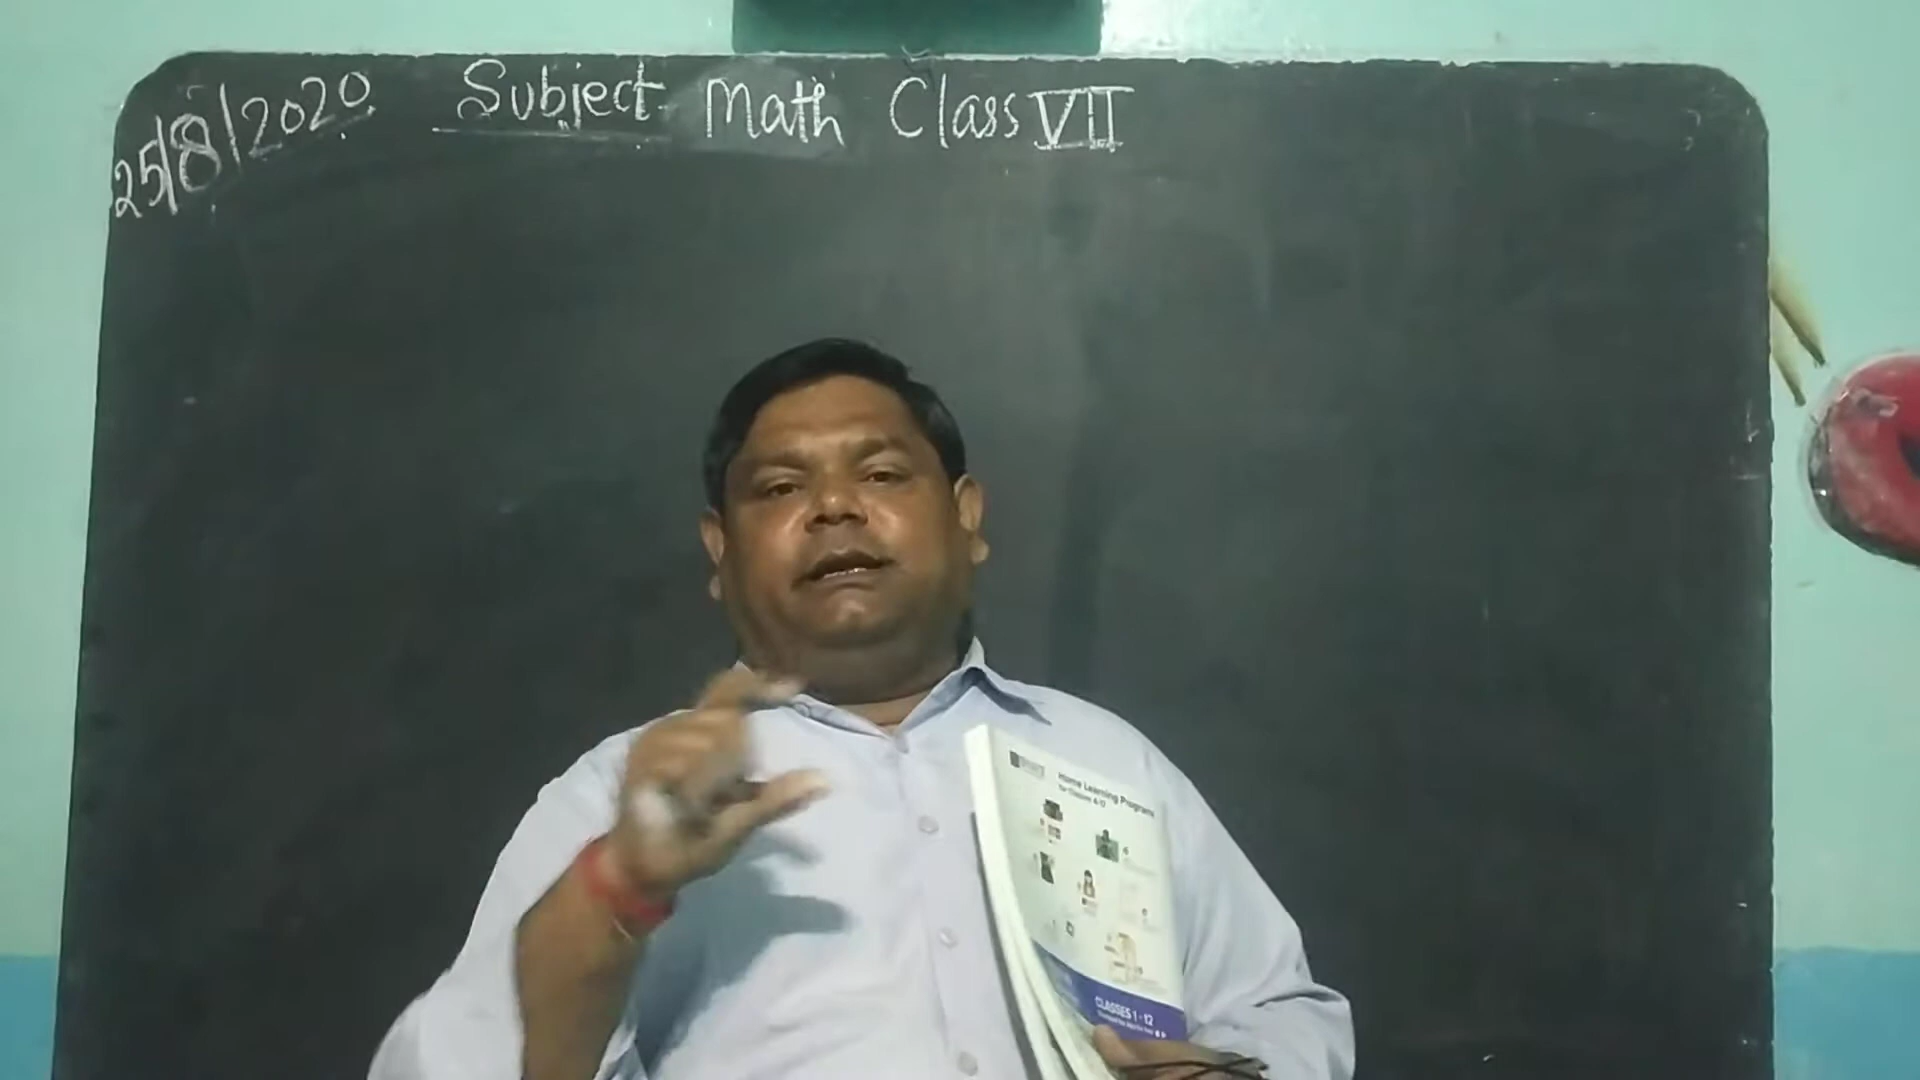 25/8/2020 Subject Math Class VII
Home Learning Program
CLASSES 1-12